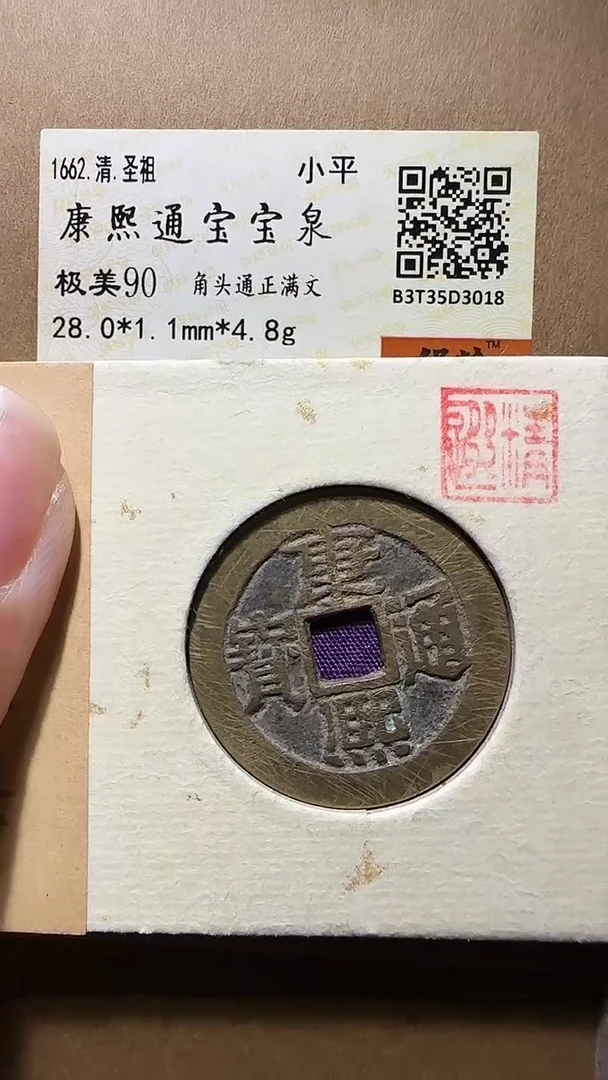 1662.清.圣祖
小平
康熙通宝宝泉
极美90 角头通正满文
B3T35D3018
28.0*1.1mm*4.8g
TM
康
熙
通
寶